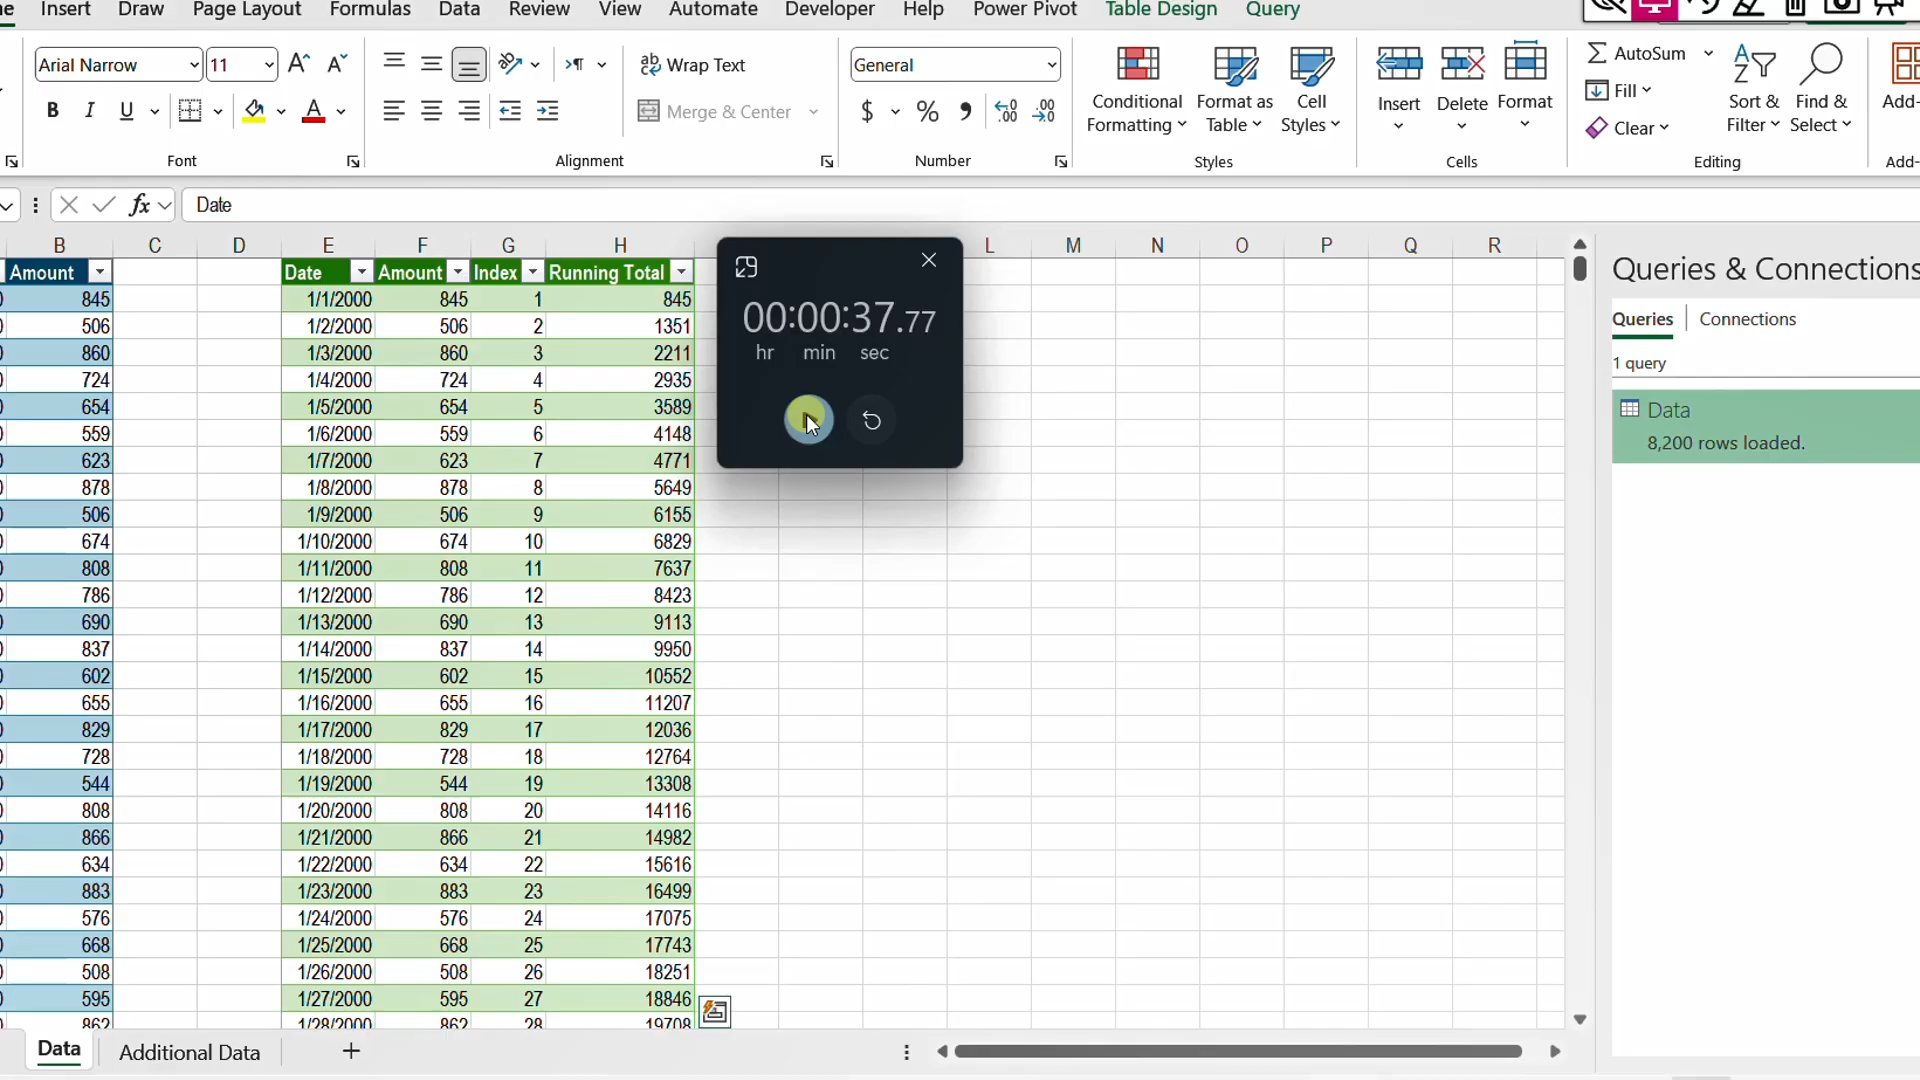 Insert Draw Page Layout Formulas Data Review View Automate Developer Help Power Pivot Table Design Query
Arial Narrow 11 Wrap Text General
B I U Merge & Center $ %
Conditional Formatting Format as Table Cell Styles
Insert Delete Format
AutoSum
Fill
Clear
Sort & Filter Find & Select
Font Alignment Number Styles Cells Editing
fx Date
B C D E F G H L M N O P Q R
Amount Date Amount Index Running Total
845 1/1/2000 845 1 845
506 1/2/2000 506 2 1351
860 1/3/2000 860 3 2211
724 1/4/2000 724 4 2935
654 1/5/2000 654 5 3589
559 1/6/2000 559 6 4148
623 1/7/2000 623 7 4771
878 1/8/2000 878 8 5649
506 1/9/2000 506 9 6155
674 1/10/2000 674 10 6829
808 1/11/2000 808 11 7637
786 1/12/2000 786 12 8423
690 1/13/2000 690 13 9113
837 1/14/2000 837 14 9950
602 1/15/2000 602 15 10552
655 1/16/2000 655 16 11207
829 1/17/2000 829 17 12036
728 1/18/2000 728 18 12764
544 1/19/2000 544 19 13308
808 1/20/2000 808 20 14116
866 1/21/2000 866 21 14982
634 1/22/2000 634 22 15616
883 1/23/2000 883 23 16499
576 1/24/2000 576 24 17075
668 1/25/2000 668 25 17743
508 1/26/2000 508 26 18251
595 1/27/2000 595 27 18846
862 1/28/2000 862 28 19708
00:00:37.77
hr min sec
Queries & Connections
Queries Connections
1 query
Data
8,200 rows loaded.
Data Additional Data